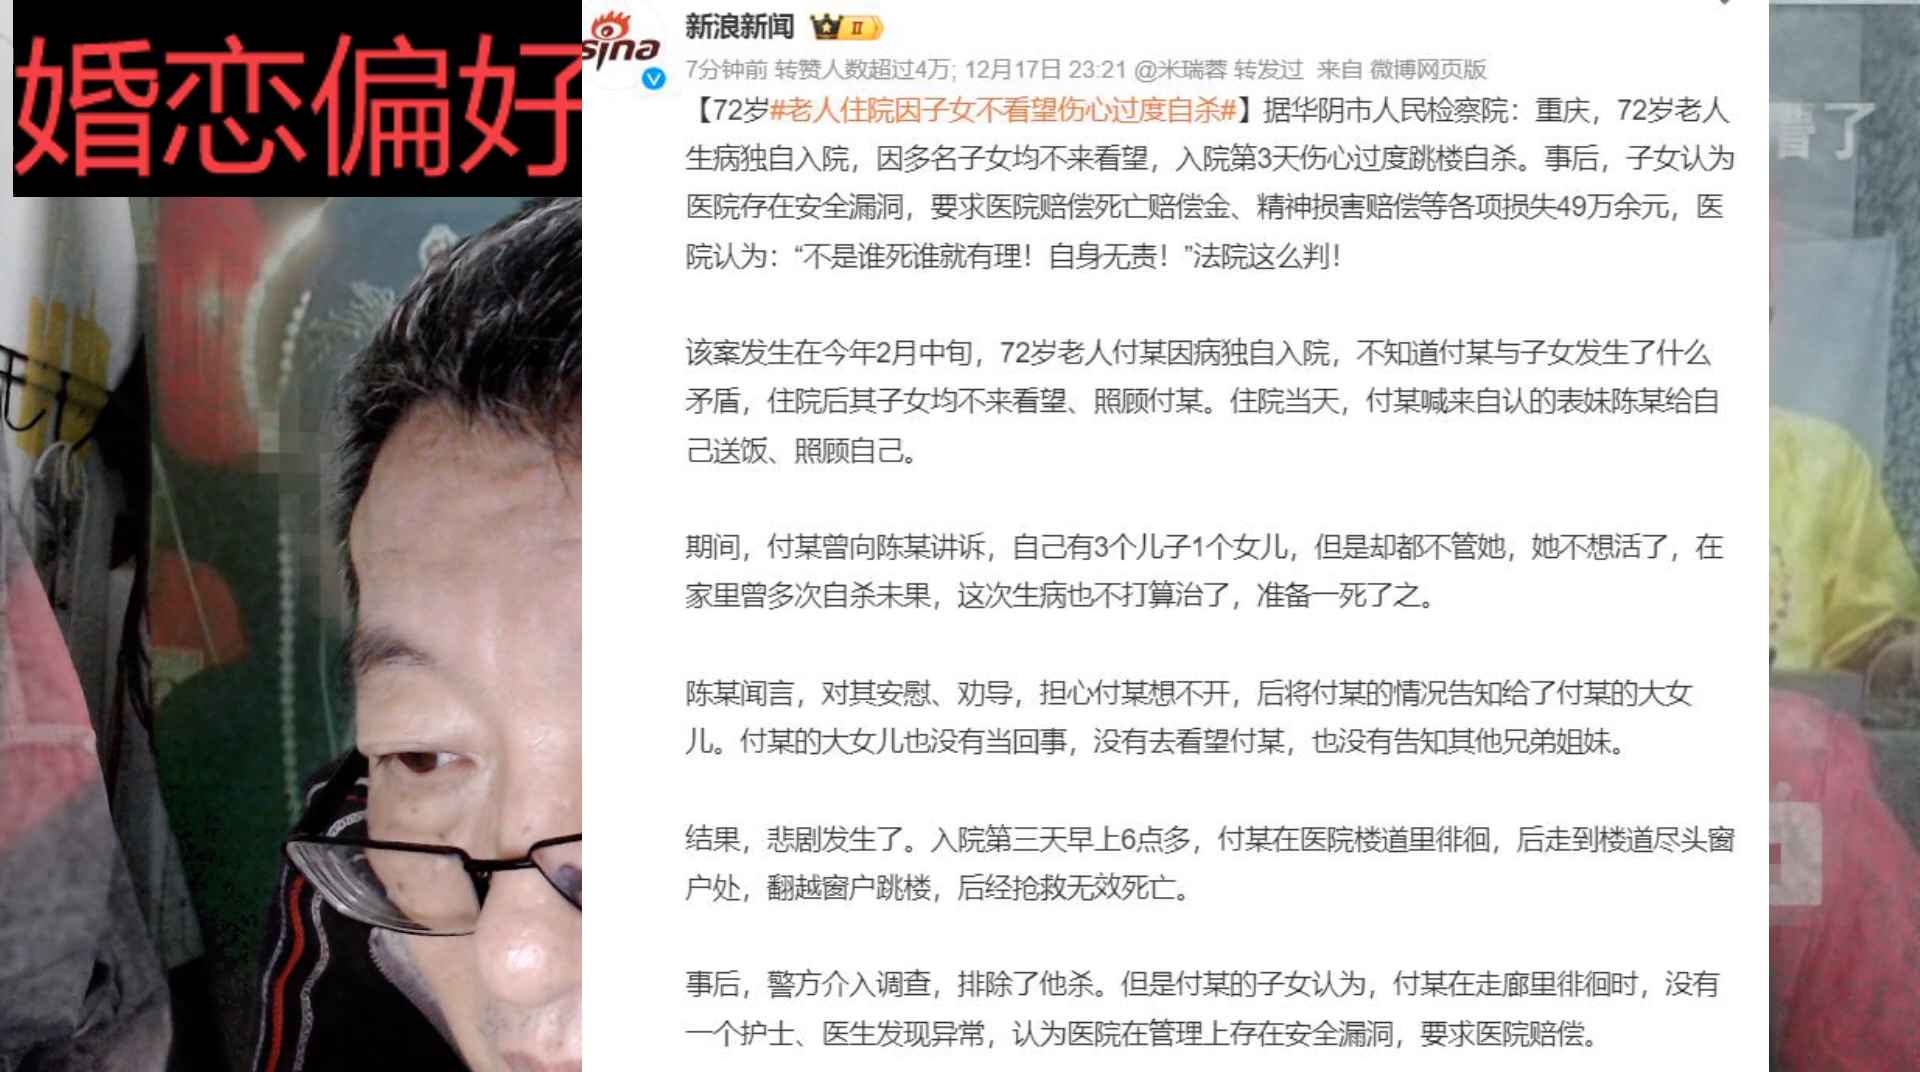 婚恋偏好
sina
新浪新闻
II
7分钟前 转赞人数超过4万; 12月17日 23:21 @米瑞蓉 转发过 来自 微博网页版
【72岁#老人住院因子女不看望伤心过度自杀#】据华阴市人民检察院：重庆，72岁老人
生病独自入院，因多名子女均不来看望，入院第3天伤心过度跳楼自杀。事后，子女认为
医院存在安全漏洞，要求医院赔偿死亡赔偿金、精神损害赔偿等各项损失49万余元，医
院认为：“不是谁死谁就有理！自身无责！”法院这么判！
该案发生在今年2月中旬，72岁老人付某因病独自入院，不知道付某与子女发生了什么
矛盾，住院后其子女均不来看望、照顾付某。住院当天，付某喊来自认的表妹陈某给自
己送饭、照顾自己。
期间，付某曾向陈某讲诉，自己有3个儿子1个女儿，但是却都不管她，她不想活了，在
家里曾多次自杀未果，这次生病也不打算治了，准备一死了之。
陈某闻言，对其安慰、劝导，担心付某想不开，后将付某的情况告知给了付某的大女
儿。付某的大女儿也没有当回事，没有去看望付某，也没有告知其他兄弟姐妹。
结果，悲剧发生了。入院第三天早上6点多，付某在医院楼道里徘徊，后走到楼道尽头窗
户处，翻越窗户跳楼，后经抢救无效死亡。
事后，警方介入调查，排除了他杀。但是付某的子女认为，付某在走廊里徘徊时，没有
一个护士、医生发现异常，认为医院在管理上存在安全漏洞，要求医院赔偿。
了